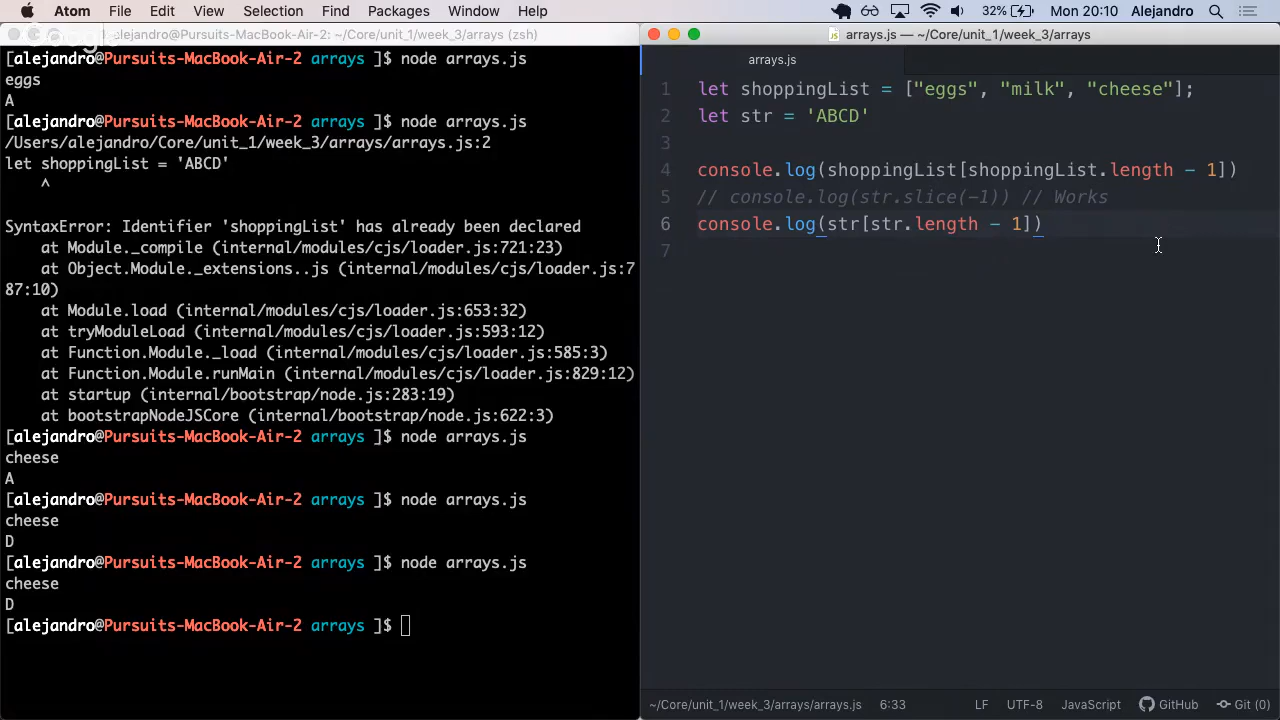 Atom File Edit View Selection Find Packages Window Help 32% Mon 20:10 Alejandro
alejandro@Pursuits-MacBook-Air-2: ~/Core/unit_1/week_3/arrays (zsh)
[alejandro@Pursuits-MacBook-Air-2 arrays ]$ node arrays.js
eggs
A
[alejandro@Pursuits-MacBook-Air-2 arrays ]$ node arrays.js
/Users/alejandro/Core/unit_1/week_3/arrays/arrays.js:2
let shoppingList = 'ABCD'
^
SyntaxError: Identifier 'shoppingList' has already been declared
at Module._compile (internal/modules/cjs/loader.js:721:23)
at Object.Module._extensions..js (internal/modules/cjs/loader.js:7
87:10)
at Module.load (internal/modules/cjs/loader.js:653:32)
at tryModuleLoad (internal/modules/cjs/loader.js:593:12)
at Function.Module._load (internal/modules/cjs/loader.js:585:3)
at Function.Module.runMain (internal/modules/cjs/loader.js:829:12)
at startup (internal/bootstrap/node.js:283:19)
at bootstrapNodeJSCore (internal/bootstrap/node.js:622:3)
[alejandro@Pursuits-MacBook-Air-2 arrays ]$ node arrays.js
cheese
A
[alejandro@Pursuits-MacBook-Air-2 arrays ]$ node arrays.js
cheese
D
[alejandro@Pursuits-MacBook-Air-2 arrays ]$ node arrays.js
cheese
D
[alejandro@Pursuits-MacBook-Air-2 arrays ]$
arrays.js — ~/Core/unit_1/week_3/arrays
arrays.js
1 let shoppingList = ["eggs", "milk", "cheese"];
2 let str = 'ABCD'
3
4 console.log(shoppingList[shoppingList.length - 1])
5 // console.log(str.slice(-1)) // Works
6 console.log(str[str.length - 1])
7
~/Core/unit_1/week_3/arrays/arrays.js 6:33 LF UTF-8 JavaScript GitHub Git (0)